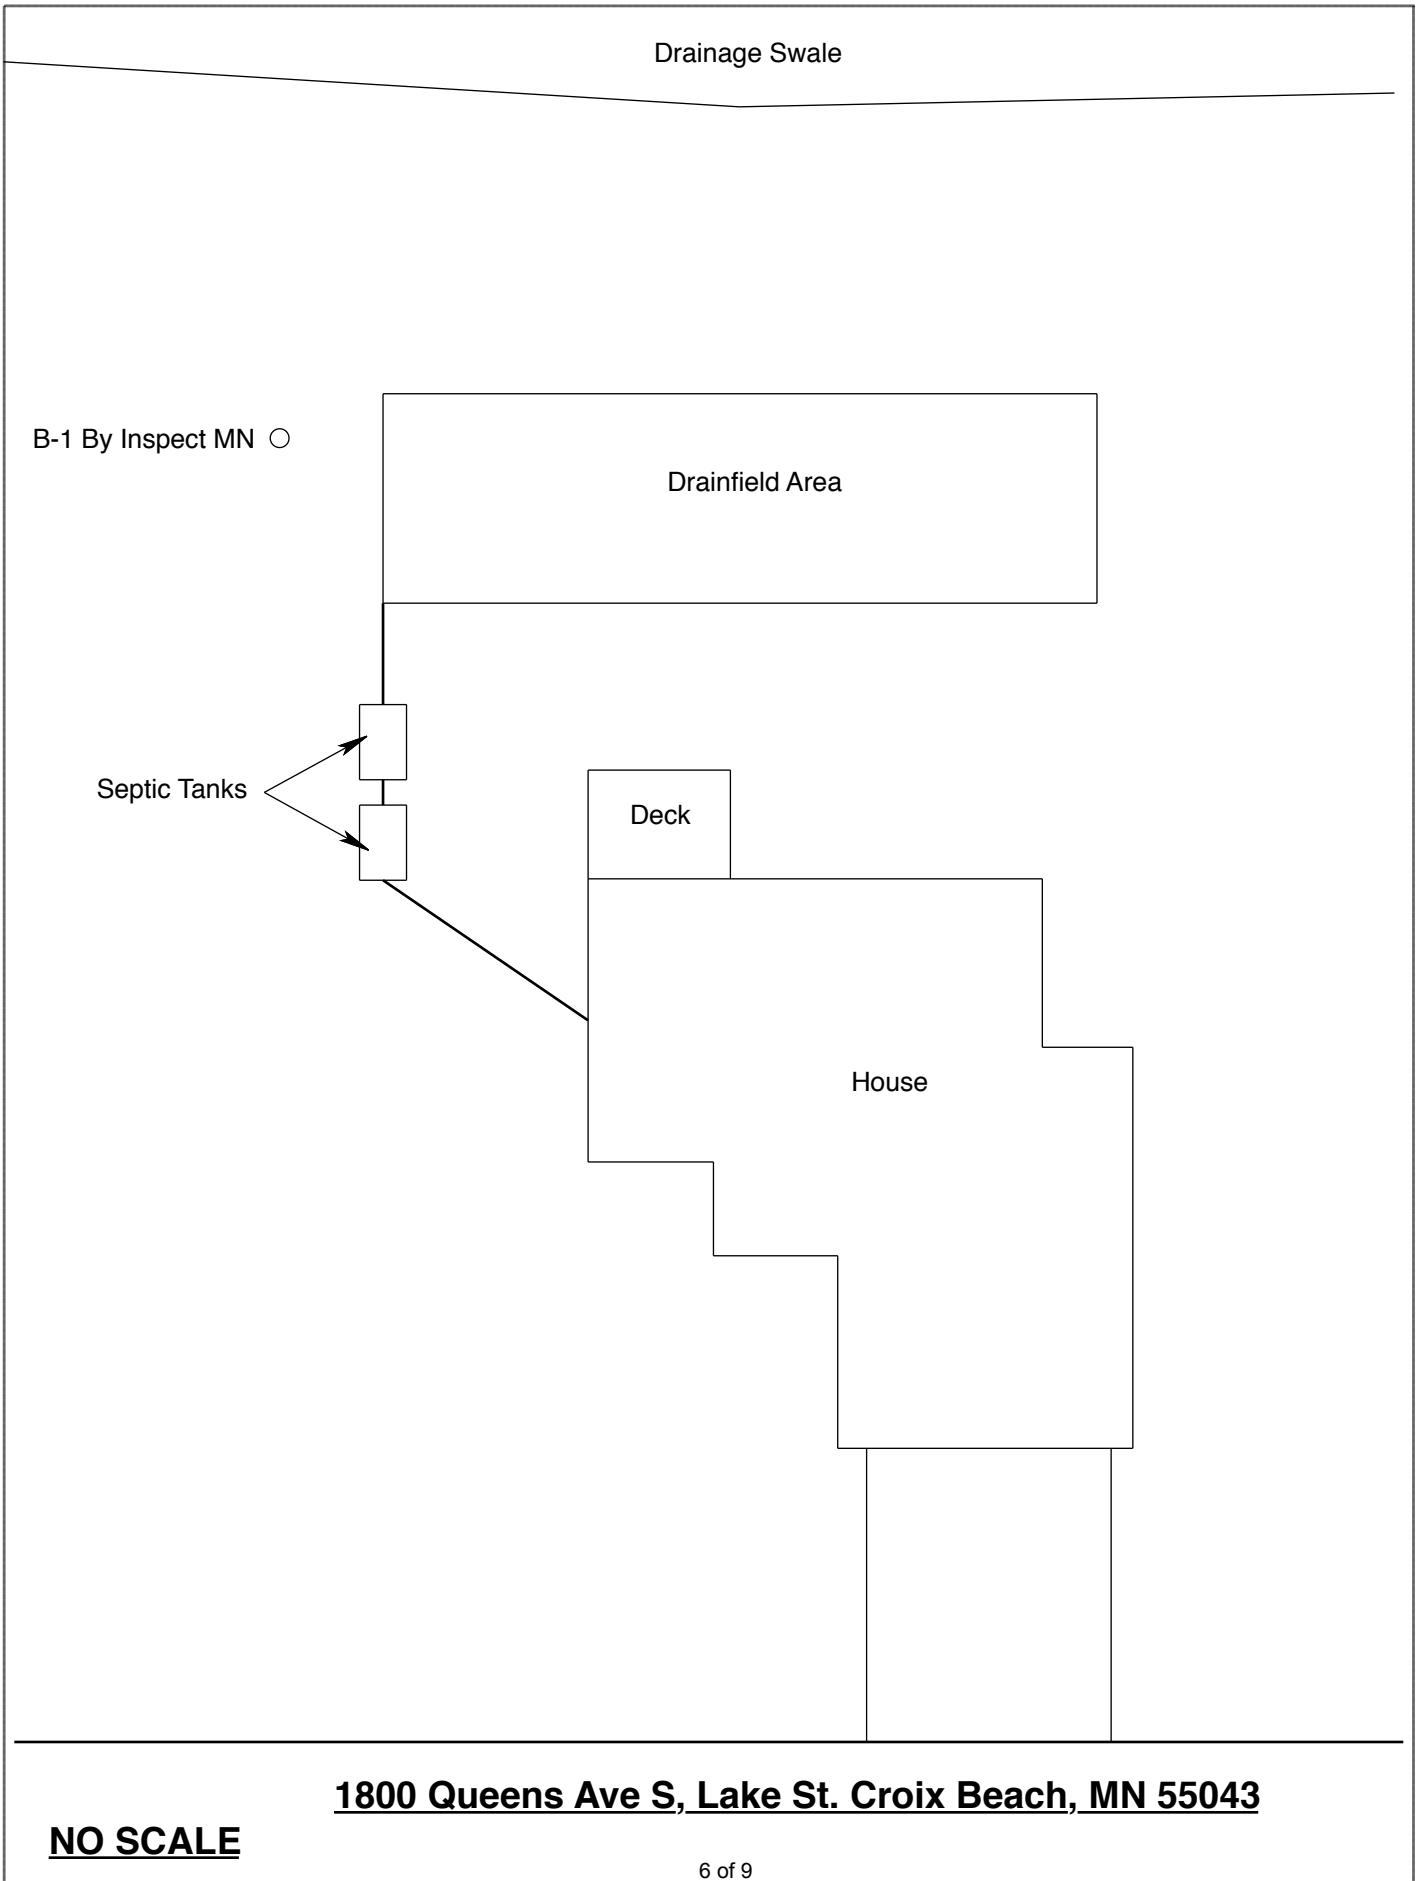 Drainage Swale
B-1 By Inspect MN
Drainfield Area
Septic Tanks
Deck
House
1800 Queens Ave S, Lake St. Croix Beach, MN 55043
NO SCALE
6 of 9